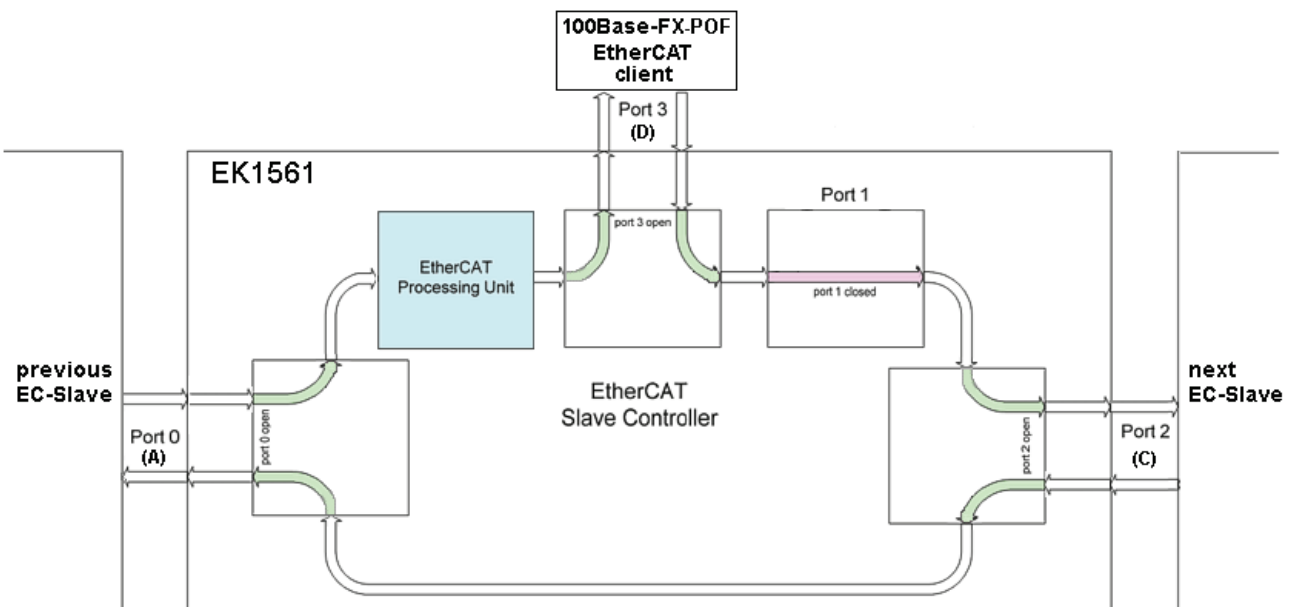 100Base-FX-POF
EtherCAT
client
Port 3
(D)
EK1561
Port 1
port 3 open
EtherCAT
Processing Unit
port 1 closed
previous
EC-Slave
EtherCAT
Slave Controller
next
EC-Slave
Port 0
(A)
port 0 open
port 2 open
Port 2
(C)